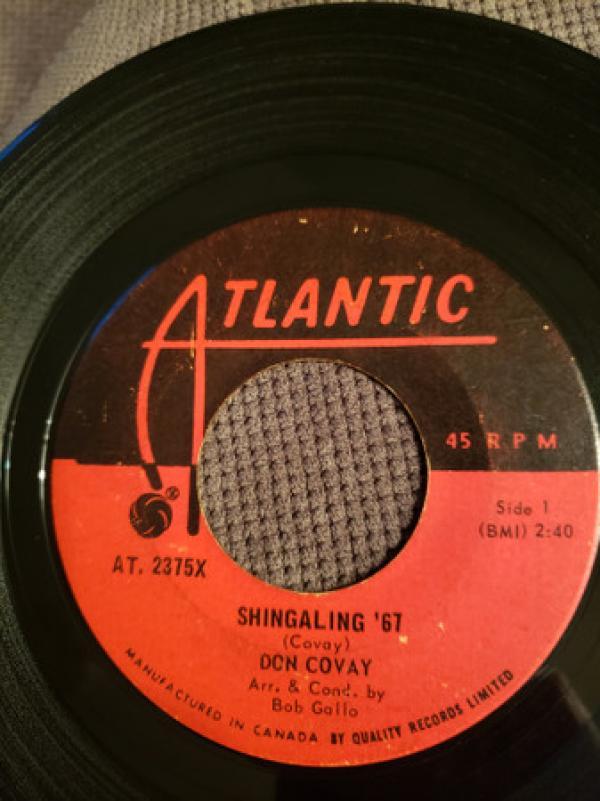 ATLANTIC
45 RPM
®
Side 1
(BMI) 2:40
AT. 2375X
SHINGALING '67
(Covay)
DON COVAY
Arr. & Cond. by
Bob Gallo
MANUFACTURED IN CANADA BY QUALITY RECORDS LIMITED